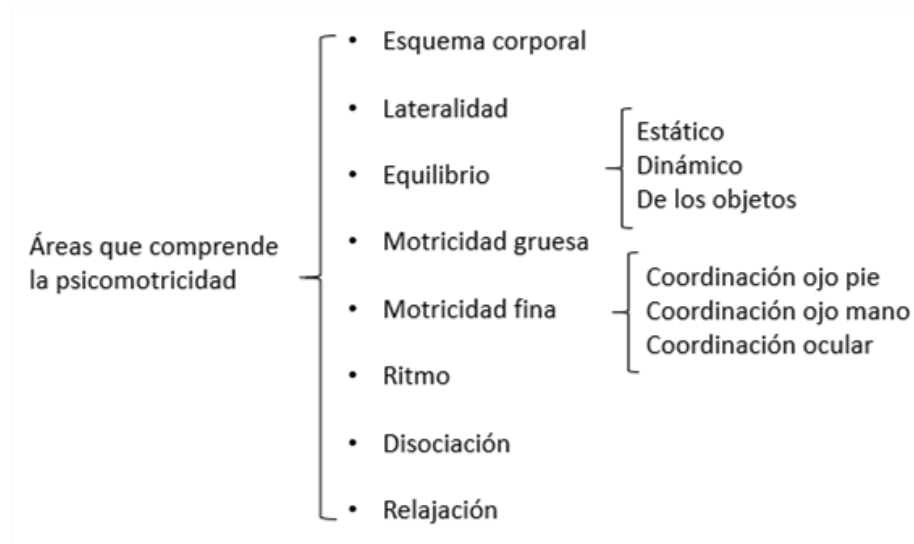 Áreas que comprende
la psicomotricidad
• Esquema corporal
• Lateralidad
• Equilibrio
Estático
Dinámico
De los objetos
• Motricidad gruesa
• Motricidad fina
Coordinación ojo pie
Coordinación ojo mano
Coordinación ocular
• Ritmo
• Disociación
• Relajación